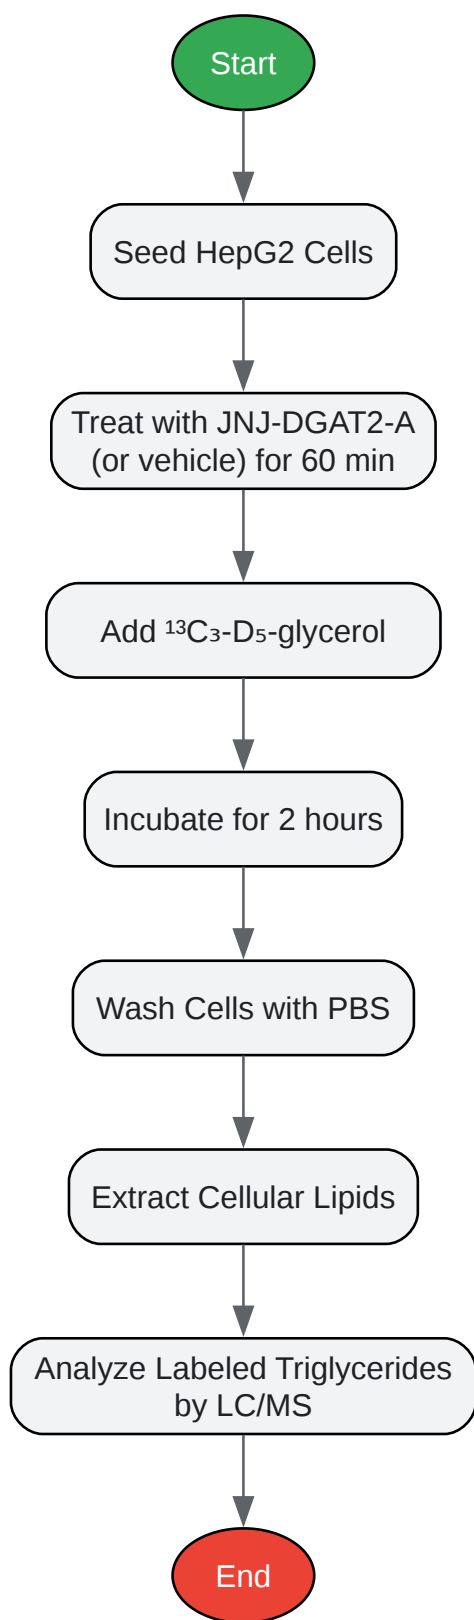 Start
Seed HepG2 Cells
Treat with JNJ-DGAT2-A
(or vehicle) for 60 min
Add ¹³C₃-D₅-glycerol
Incubate for 2 hours
Wash Cells with PBS
Extract Cellular Lipids
Analyze Labeled Triglycerides
by LC/MS
End